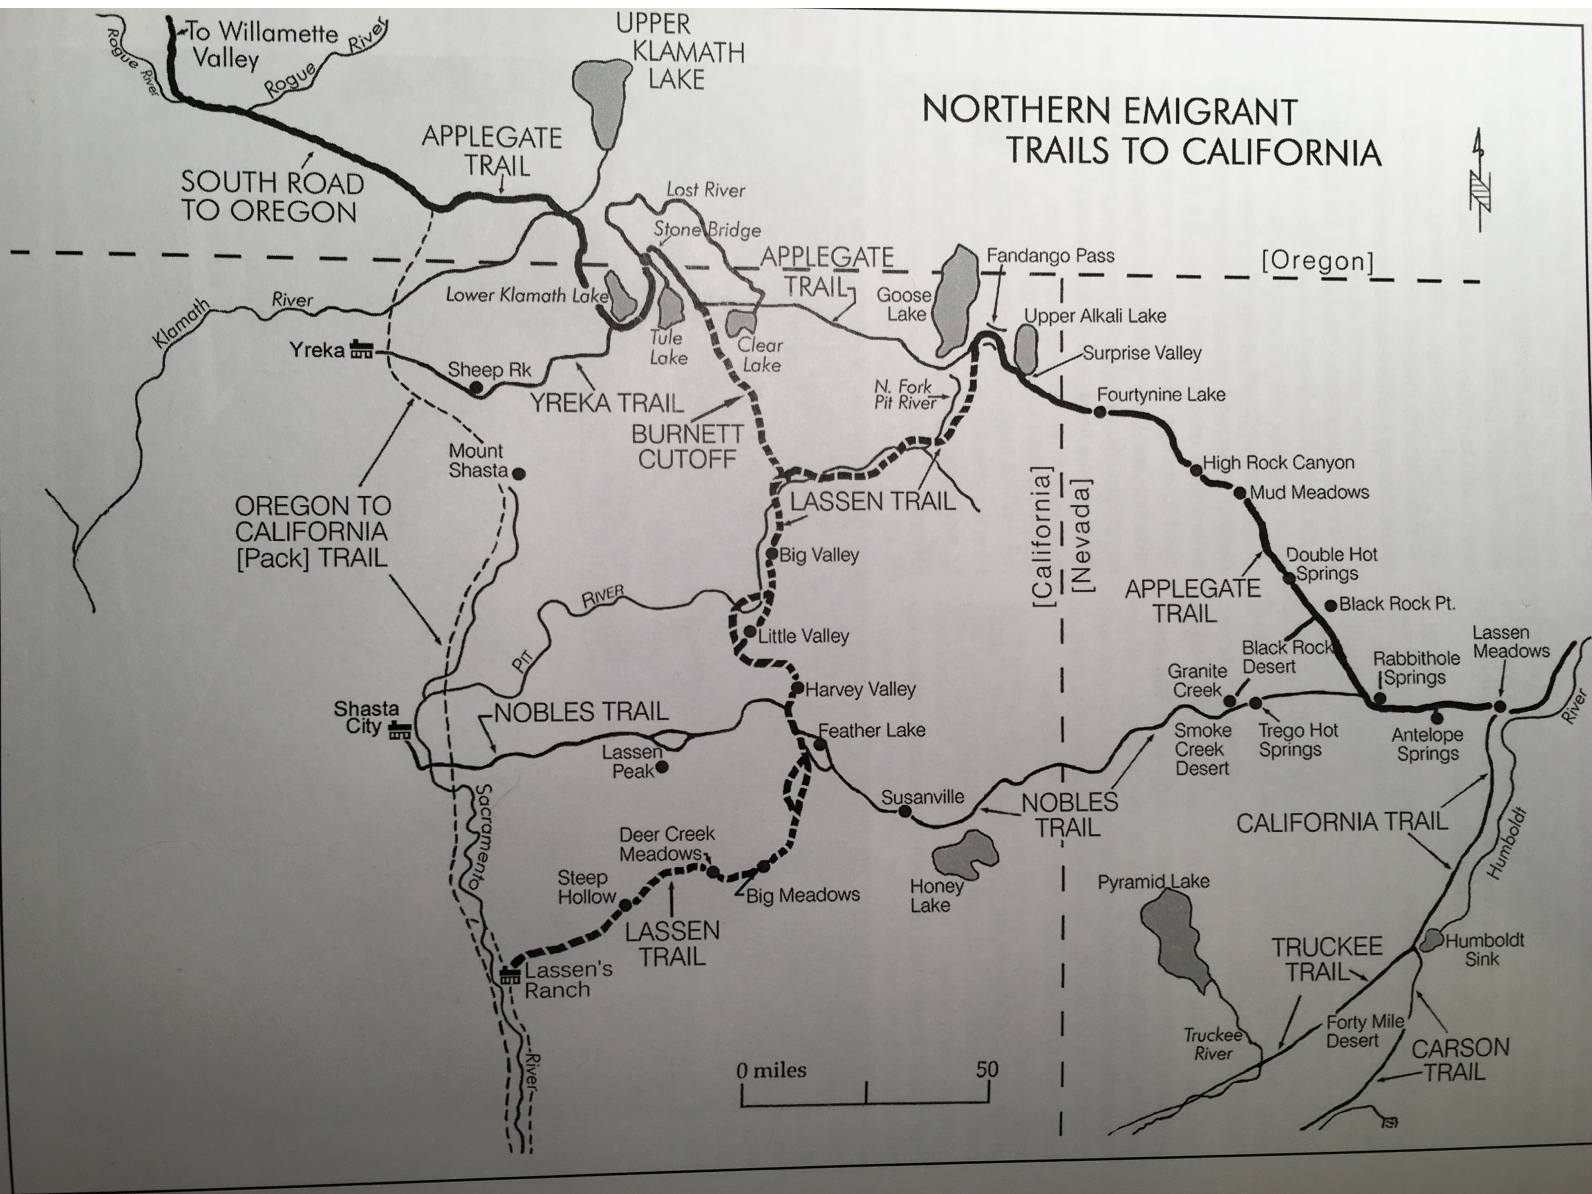 To Willamette
Valley
Rogue River
Rogue River
UPPER
KLAMATH
LAKE
NORTHERN EMIGRANT
TRAILS TO CALIFORNIA
APPLEGATE
TRAIL
SOUTH ROAD
TO OREGON
Lost River
Stone Bridge
APPLEGATE
TRAIL
Fandango Pass
[Oregon]
Klamath River
Lower Klamath Lake
Goose
Lake
Upper Alkali Lake
Tule
Lake
Clear
Lake
Surprise Valley
Yreka
Sheep Rk
YREKA TRAIL
N. Fork
Pit River
Fourtynine Lake
BURNETT
CUTOFF
Mount
Shasta
High Rock Canyon
Mud Meadows
OREGON TO
CALIFORNIA
[Pack] TRAIL
LASSEN TRAIL
[California]
[Nevada]
Big Valley
Double Hot
Springs
APPLEGATE
TRAIL
Black Rock Pt.
PIT RIVER
Little Valley
Black Rock
Desert
Lassen
Meadows
Rabbithole
Springs
Granite
Creek
Harvey Valley
Shasta
City
NOBLES TRAIL
Feather Lake
Lassen
Peak
Smoke
Creek
Desert
Trego Hot
Springs
Antelope
Springs
River
Humboldt
Susanville
NOBLES
TRAIL
CALIFORNIA TRAIL
Sacramento
River
Deer Creek
Meadows
Steep
Hollow
Big Meadows
Honey
Lake
Pyramid Lake
LASSEN
TRAIL
Lassen's
Ranch
TRUCKEE
TRAIL
Humboldt
Sink
Truckee
River
Forty Mile
Desert
CARSON
TRAIL
0 miles 50